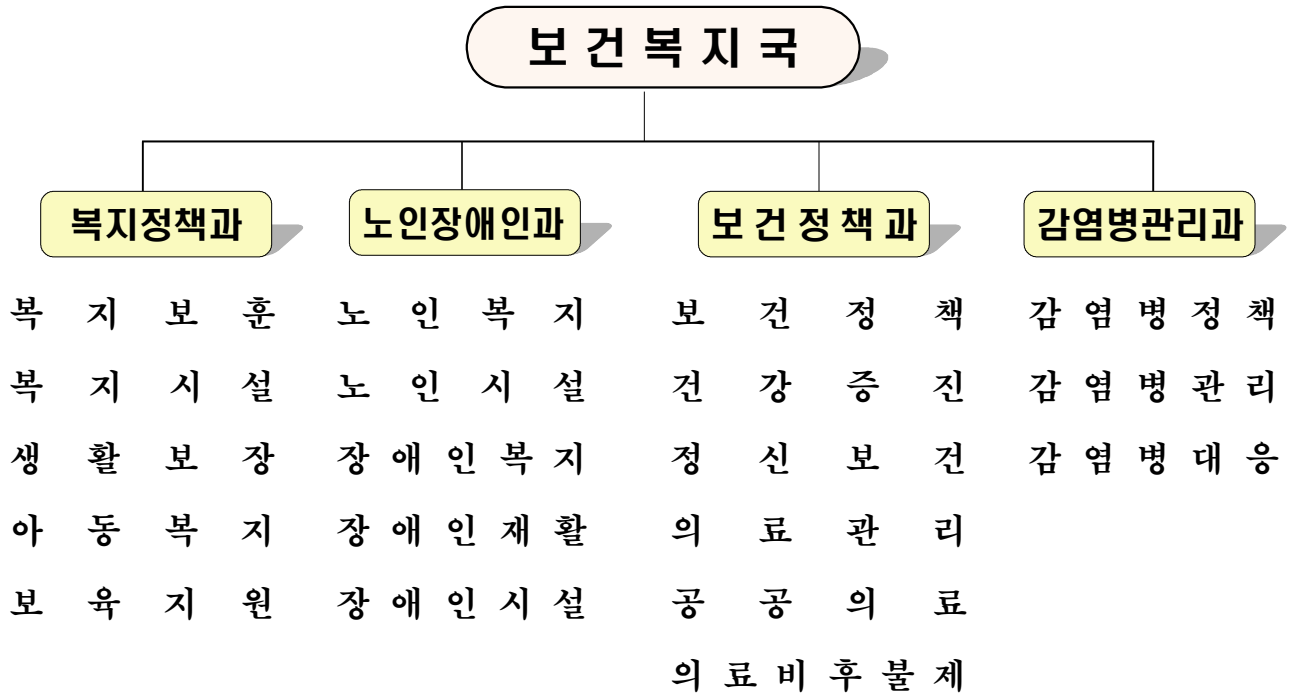 보건복지국
복지정책과 노인장애인과 보건정책과 감염병관리과
복지보훈 노인복지 보건정책 감염병정책
복지시설 노인시설 건강증진 감염병관리
생활보장 장애인복지 정신보건 감염병대응
아동복지 장애인재활 의료관리
보육지원 장애인시설 공공의료
의료비후불제